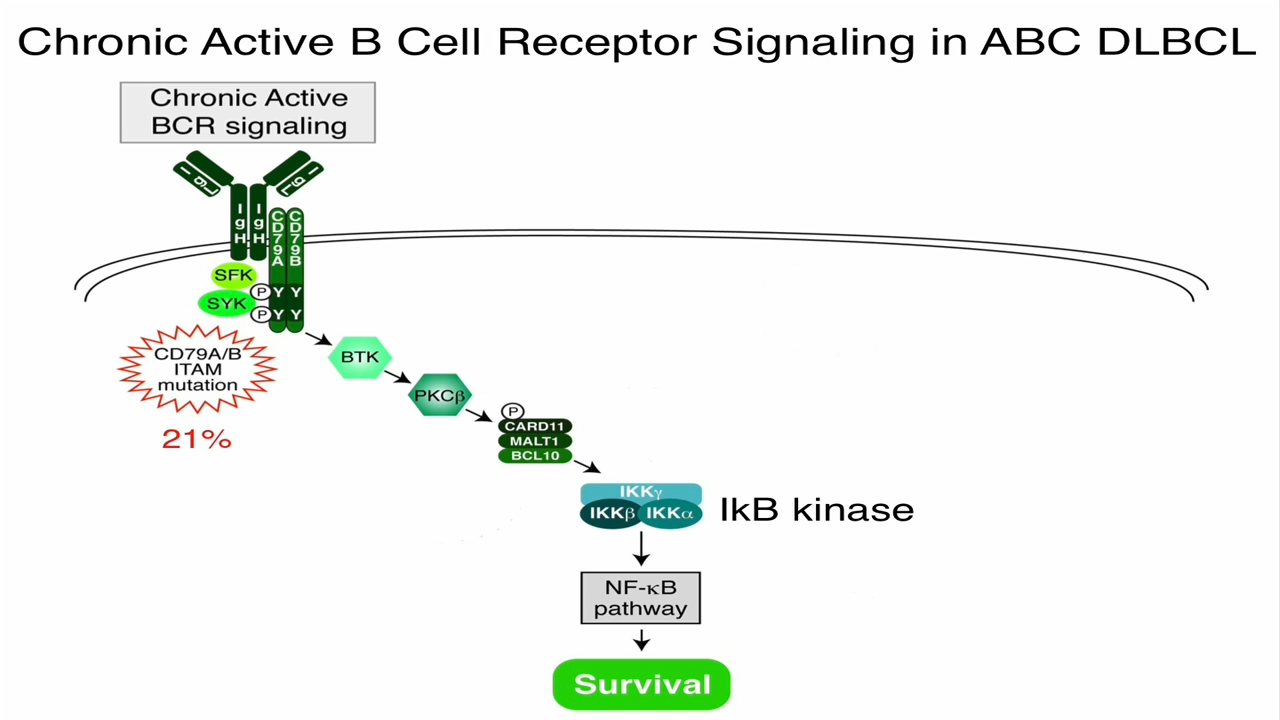 Chronic Active B Cell Receptor Signaling in ABC DLBCL
Chronic Active
BCR signaling
IgL
IgL
IgH
IgH
CD79A
CD79B
SFK
SYK
P
Y Y
P
Y Y
CD79A/B
ITAM
mutation
21%
BTK
PKCβ
P
CARD11
MALT1
BCL10
IKKγ
IKKβ
IKKα
IkB kinase
NF-κB
pathway
Survival